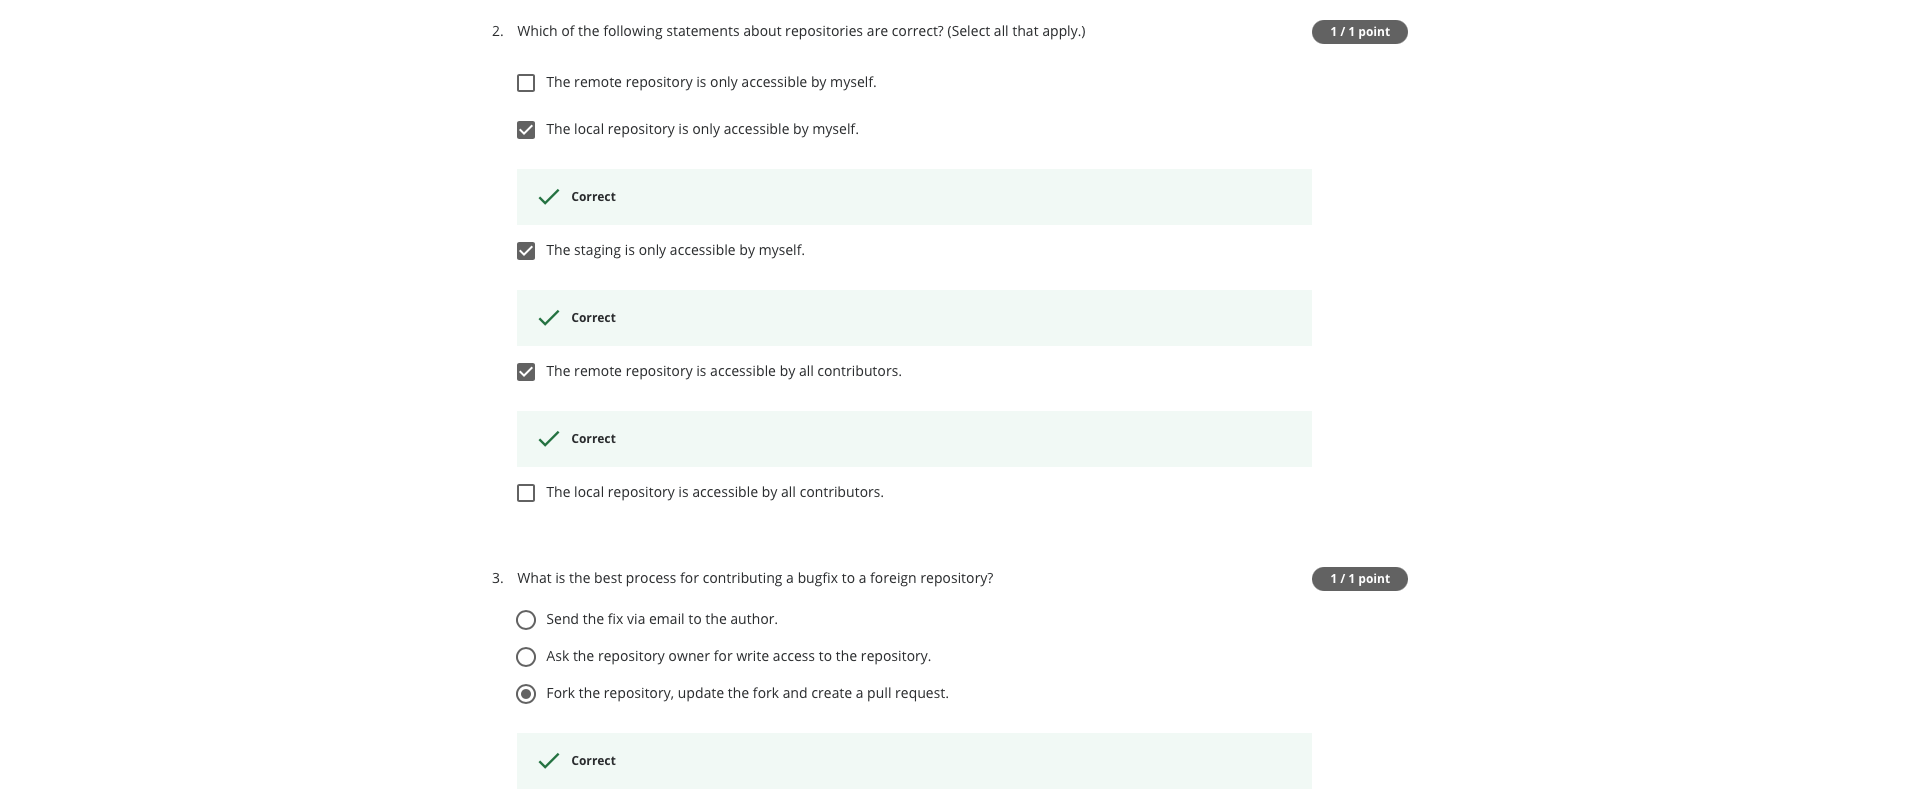 2. Which of the following statements about repositories are correct? (Select all that apply.) 1 / 1 point
The remote repository is only accessible by myself.
The local repository is only accessible by myself.
Correct
The staging is only accessible by myself.
Correct
The remote repository is accessible by all contributors.
Correct
The local repository is accessible by all contributors.
3. What is the best process for contributing a bugfix to a foreign repository? 1 / 1 point
Send the fix via email to the author.
Ask the repository owner for write access to the repository.
Fork the repository, update the fork and create a pull request.
Correct